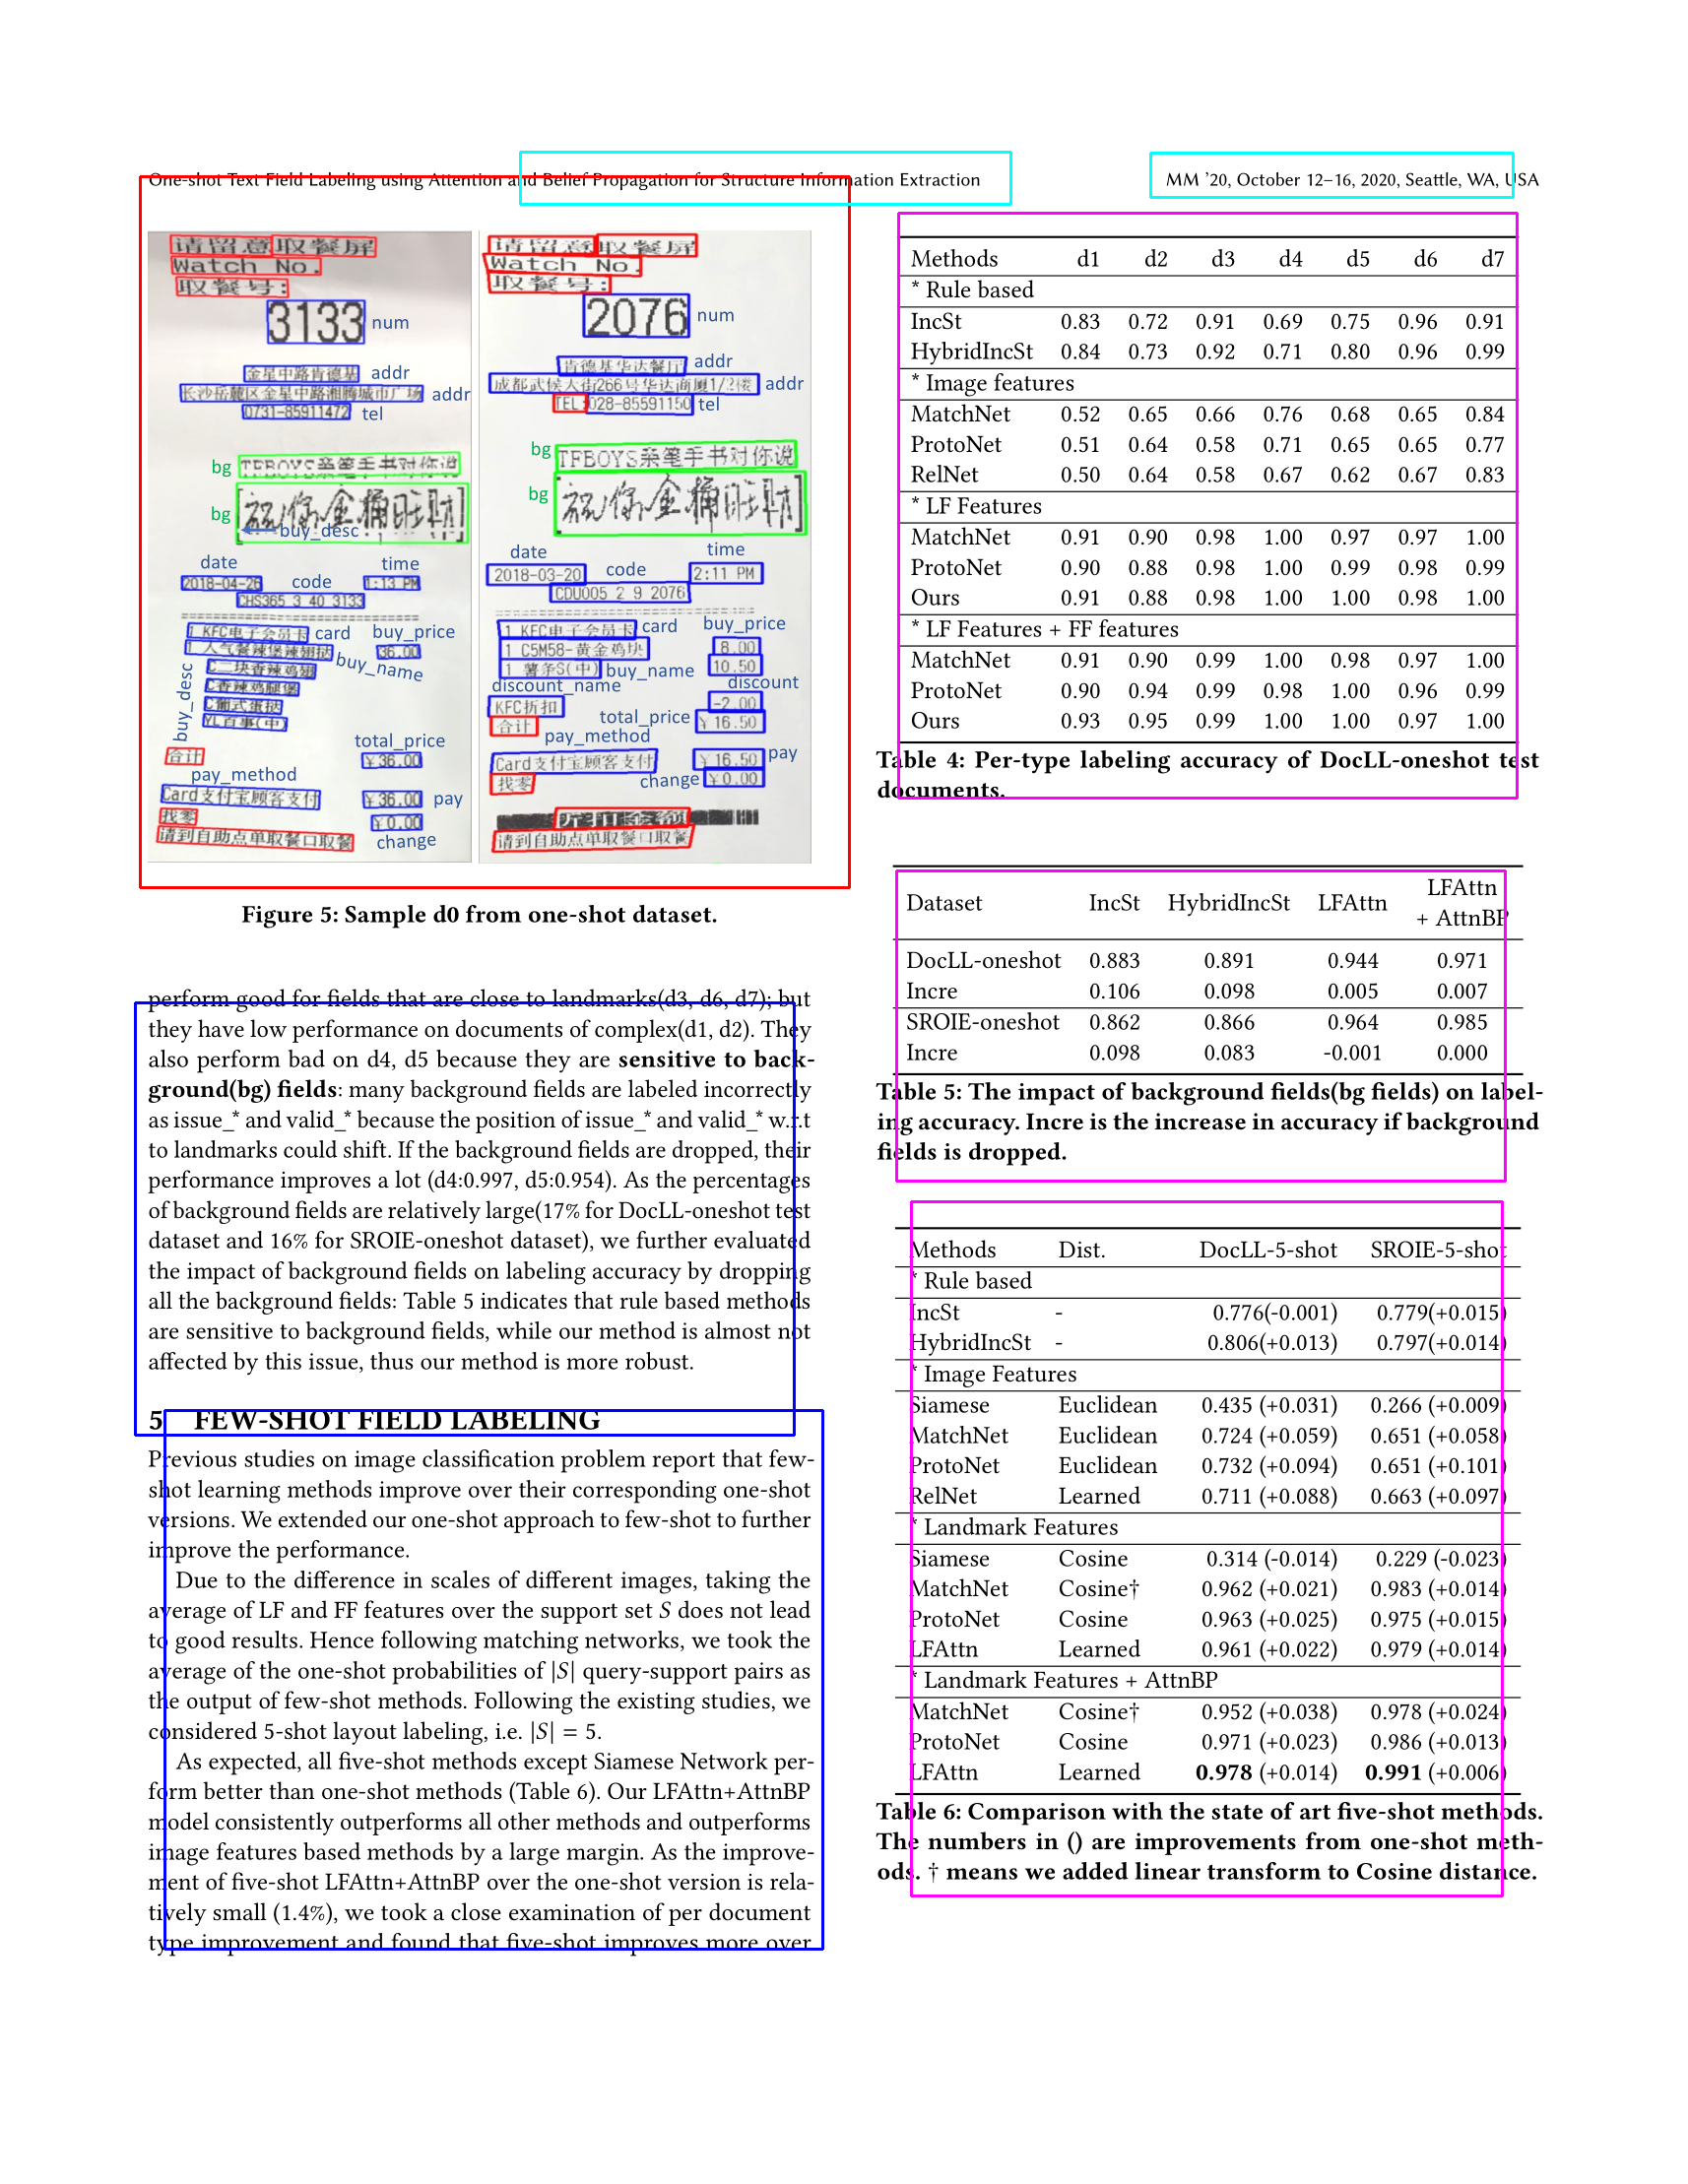 One-shot Text Field Labeling using Attention and Belief Propagation for Structure Information Extraction
MM ’20, October 12–16, 2020, Seattle, WA, USA
请留意取餐屏
Watch No.
取餐号:
3133 num
金星中路肯德基 addr
长沙岳麓区金星中路湘腾城市广场 addr
0731-85911472 tel
bg TFBOYS亲笔手书对你说
bg [祝你金桶旺财]
buy_desc
date time
2018-04-26 code 1:13 PM
CHS365 3 40 3133
1 KFC电子会员卡 card buy_price
1 人气餐辣堡辣翅挞 36.00
buy_name
C二块香辣鸡翅
C香辣鸡腿堡
C葡式蛋挞
YL百事(中)
buy_desc
total_price
合计 ¥36.00
pay_method
Card支付宝顾客支付 ¥36.00 pay
找零 ¥0.00
请到自助点单取餐口取餐 change
请留意取餐屏
Watch No.
取餐号:
2076 num
肯德基华达餐厅 addr
成都武侯大街266号华达商厦1/2楼 addr
TEL:028-85591150 tel
bg TFBOYS亲笔手书对你说
bg [祝你金桶旺财]
date time
2018-03-20 code 2:11 PM
CDU005 2 9 2076
1 KFC电子会员卡 card buy_price
1 C5M58-黄金鸡块 8.00
1 薯条S(中) buy_name 10.50
discount_name discount
KFC折扣 -2.00
合计 total_price ¥16.50
pay_method
Card支付宝顾客支付 ¥16.50 pay
找零 change ¥0.00
请到自助点单取餐口取餐
Figure 5: Sample d0 from one-shot dataset.
perform good for fields that are close to landmarks(d3, d6, d7); but
they have low performance on documents of complex(d1, d2). They
also perform bad on d4, d5 because they are sensitive to back-
ground(bg) fields: many background fields are labeled incorrectly
as issue_* and valid_* because the position of issue_* and valid_* w.r.t
to landmarks could shift. If the background fields are dropped, their
performance improves a lot (d4:0.997, d5:0.954). As the percentages
of background fields are relatively large(17% for DocLL-oneshot test
dataset and 16% for SROIE-oneshot dataset), we further evaluated
the impact of background fields on labeling accuracy by dropping
all the background fields: Table 5 indicates that rule based methods
are sensitive to background fields, while our method is almost not
affected by this issue, thus our method is more robust.
5 FEW-SHOT FIELD LABELING
Previous studies on image classification problem report that few-
shot learning methods improve over their corresponding one-shot
versions. We extended our one-shot approach to few-shot to further
improve the performance.
Due to the difference in scales of different images, taking the
average of LF and FF features over the support set S does not lead
to good results. Hence following matching networks, we took the
average of the one-shot probabilities of |S| query-support pairs as
the output of few-shot methods. Following the existing studies, we
considered 5-shot layout labeling, i.e. |S| = 5.
As expected, all five-shot methods except Siamese Network per-
form better than one-shot methods (Table 6). Our LFAttn+AttnBP
model consistently outperforms all other methods and outperforms
image features based methods by a large margin. As the improve-
ment of five-shot LFAttn+AttnBP over the one-shot version is rela-
tively small (1.4%), we took a close examination of per document
type improvement and found that five-shot improves more over
Methods d1 d2 d3 d4 d5 d6 d7
* Rule based
IncSt 0.83 0.72 0.91 0.69 0.75 0.96 0.91
HybridIncSt 0.84 0.73 0.92 0.71 0.80 0.96 0.99
* Image features
MatchNet 0.52 0.65 0.66 0.76 0.68 0.65 0.84
ProtoNet 0.51 0.64 0.58 0.71 0.65 0.65 0.77
RelNet 0.50 0.64 0.58 0.67 0.62 0.67 0.83
* LF Features
MatchNet 0.91 0.90 0.98 1.00 0.97 0.97 1.00
ProtoNet 0.90 0.88 0.98 1.00 0.99 0.98 0.99
Ours 0.91 0.88 0.98 1.00 1.00 0.98 1.00
* LF Features + FF features
MatchNet 0.91 0.90 0.99 1.00 0.98 0.97 1.00
ProtoNet 0.90 0.94 0.99 0.98 1.00 0.96 0.99
Ours 0.93 0.95 0.99 1.00 1.00 0.97 1.00
Table 4: Per-type labeling accuracy of DocLL-oneshot test
documents.
Dataset IncSt HybridIncSt LFAttn LFAttn + AttnBP
DocLL-oneshot 0.883 0.891 0.944 0.971
Incre 0.106 0.098 0.005 0.007
SROIE-oneshot 0.862 0.866 0.964 0.985
Incre 0.098 0.083 -0.001 0.000
Table 5: The impact of background fields(bg fields) on label-
ing accuracy. Incre is the increase in accuracy if background
fields is dropped.
Methods Dist. DocLL-5-shot SROIE-5-shot
* Rule based
IncSt - 0.776(-0.001) 0.779(+0.015)
HybridIncSt - 0.806(+0.013) 0.797(+0.014)
* Image Features
Siamese Euclidean 0.435 (+0.031) 0.266 (+0.009)
MatchNet Euclidean 0.724 (+0.059) 0.651 (+0.058)
ProtoNet Euclidean 0.732 (+0.094) 0.651 (+0.101)
RelNet Learned 0.711 (+0.088) 0.663 (+0.097)
* Landmark Features
Siamese Cosine 0.314 (-0.014) 0.229 (-0.023)
MatchNet Cosine† 0.962 (+0.021) 0.983 (+0.014)
ProtoNet Cosine 0.963 (+0.025) 0.975 (+0.015)
LFAttn Learned 0.961 (+0.022) 0.979 (+0.014)
* Landmark Features + AttnBP
MatchNet Cosine† 0.952 (+0.038) 0.978 (+0.024)
ProtoNet Cosine 0.971 (+0.023) 0.986 (+0.013)
LFAttn Learned 0.978 (+0.014) 0.991 (+0.006)
Table 6: Comparison with the state of art five-shot methods.
The numbers in () are improvements from one-shot meth-
ods. † means we added linear transform to Cosine distance.